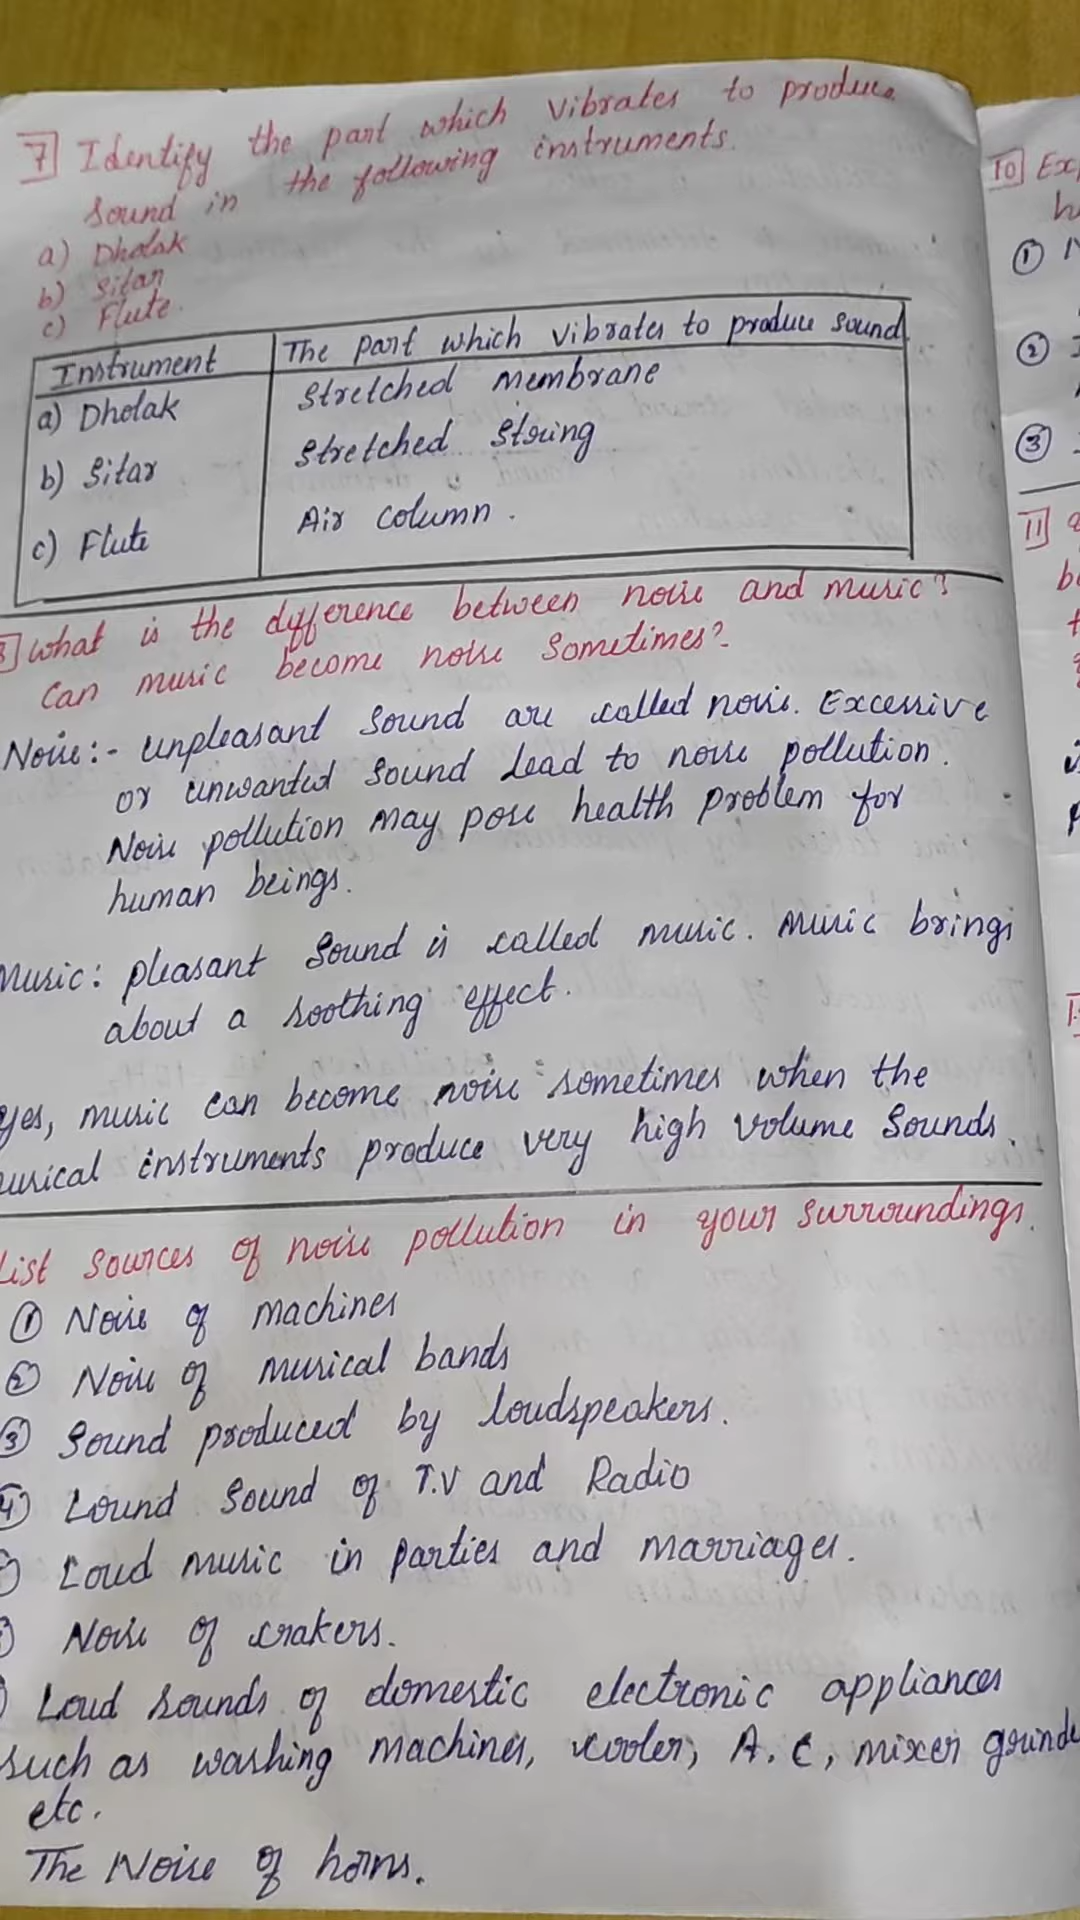 7 Identify the part which vibrates to produce
sound in the following instruments.
a) Dholak
b) Sitar
c) Flute.
Instrument | The part which vibrates to produce sound
a) Dholak | Stretched membrane
b) Sitar | Stretched string
c) Flute | Air column.
8 What is the difference between noise and music?
Can music become noise sometimes?
Noise:- unpleasant sound are called noise. Excessive
or unwanted sound lead to noise pollution.
Noise pollution may pose health problem for
human beings.
Music: pleasant sound is called music. Music brings
about a soothing effect.
yes, music can become noise sometimes when the
musical instruments produce very high volume sounds.
List sources of noise pollution in your surroundings.
① Noise of machines
② Noise of musical bands
③ Sound produced by loudspeakers.
④ Lound sound of T.V and Radio
Loud music in parties and marriages.
Noise of crakers.
Loud sounds of domestic electronic appliances
such as washing machines, cooler, A.C, mixer grinde
etc.
The Noise of horns.
10
①
②
③
11